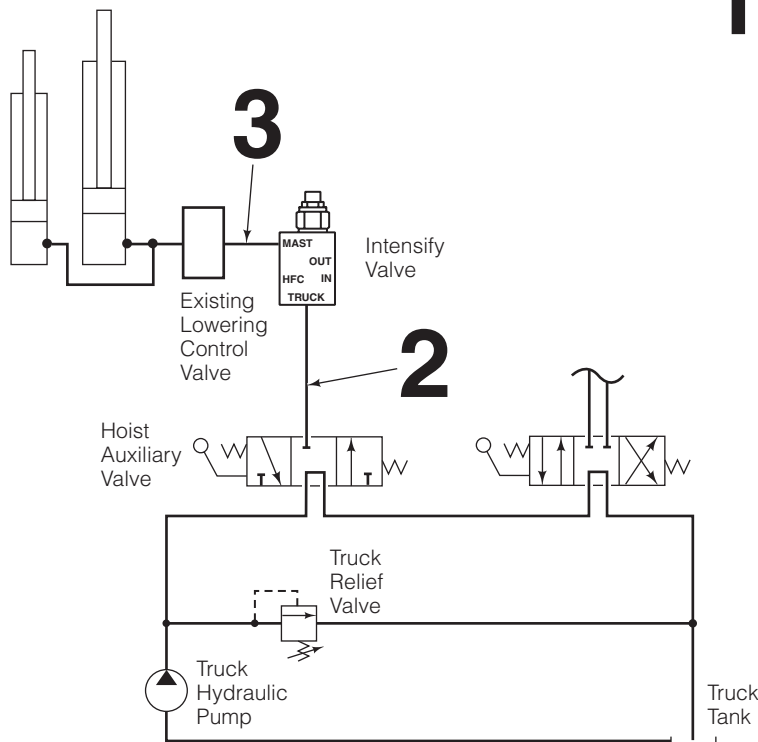 3
MAST
OUT
HFC IN
TRUCK
Intensify
Valve
Existing
Lowering
Control
Valve
2
Hoist
Auxiliary
Valve
Truck
Relief
Valve
Truck
Hydraulic
Pump
Truck
Tank